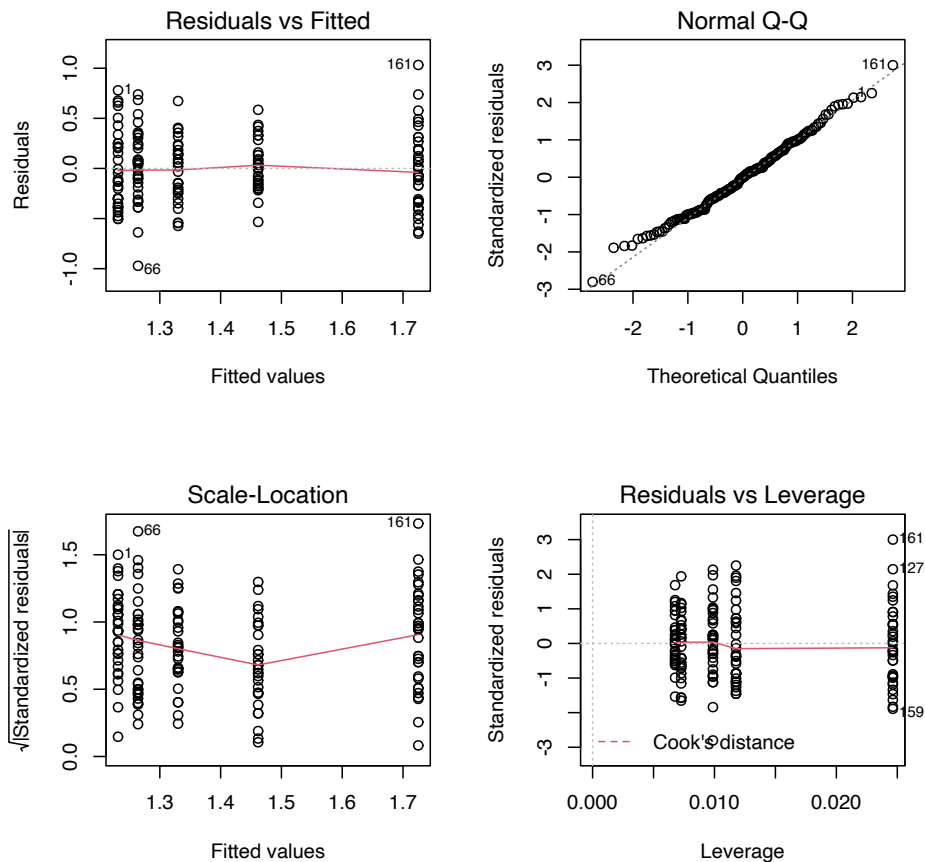 Residuals vs Fitted
1.0
0.5
0.0
-1.0
Residuals
161
1
66
1.3 1.4 1.5 1.6 1.7
Fitted values
Normal Q-Q
3
2
1
0
-1
-2
-3
Standardized residuals
161
1
66
-2 -1 0 1 2
Theoretical Quantiles
Scale-Location
1.5
1.0
0.5
0.0
√|Standardized residuals|
161
66
1
1.3 1.4 1.5 1.6 1.7
Fitted values
Residuals vs Leverage
3
2
1
0
-1
-3
Standardized residuals
161
127
159
Cook's distance
0.000 0.010 0.020
Leverage